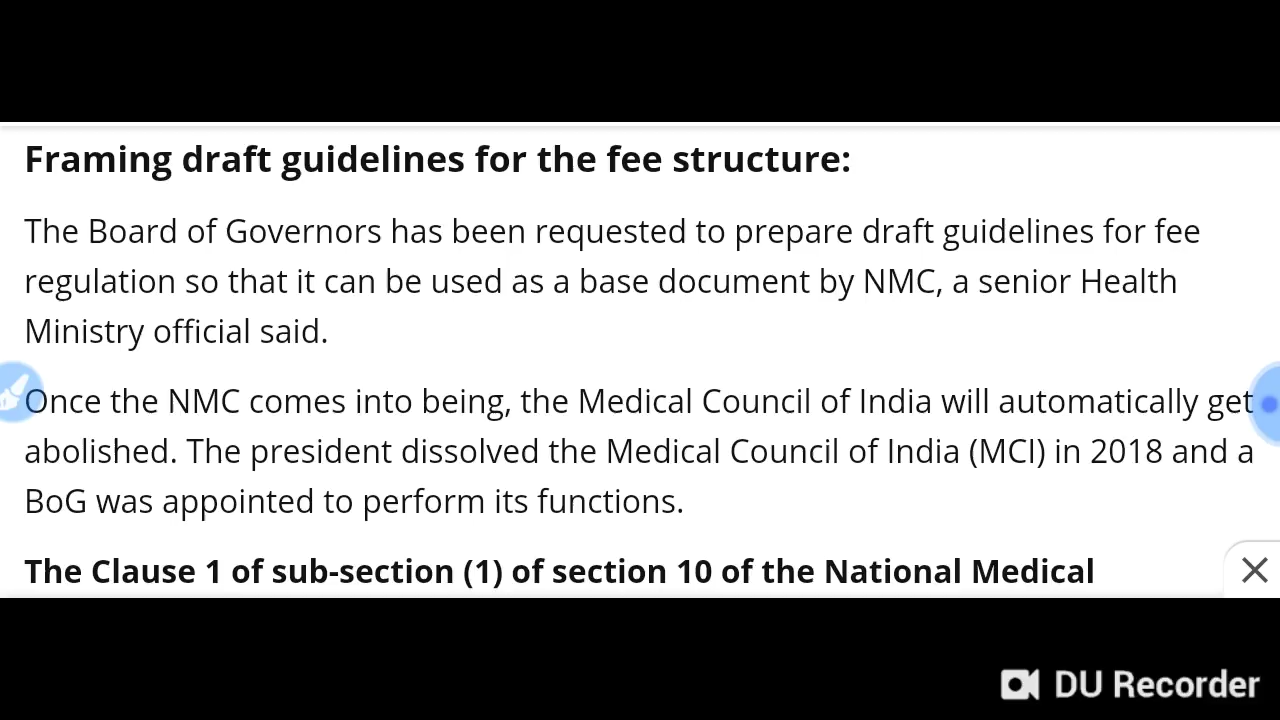 Framing draft guidelines for the fee structure:
The Board of Governors has been requested to prepare draft guidelines for fee
regulation so that it can be used as a base document by NMC, a senior Health
Ministry official said.
Once the NMC comes into being, the Medical Council of India will automatically get
abolished. The president dissolved the Medical Council of India (MCI) in 2018 and a
BoG was appointed to perform its functions.
The Clause 1 of sub-section (1) of section 10 of the National Medical
DU Recorder